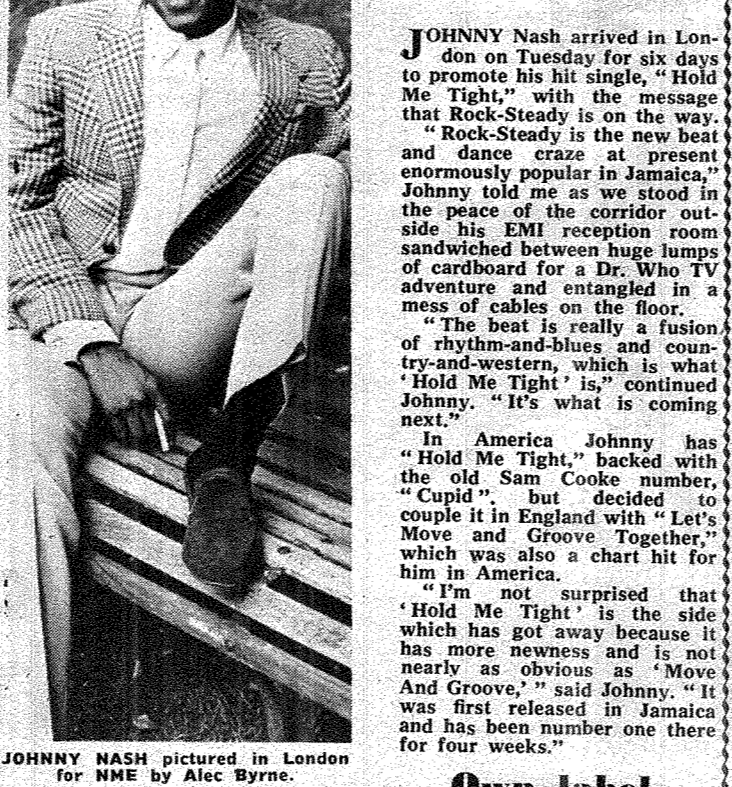 JOHNNY Nash arrived in Lon-
don on Tuesday for six days
to promote his hit single, “ Hold
Me Tight,” with the message
that Rock-Steady is on the way.
“ Rock-Steady is the new beat
and dance craze at present
enormously popular in Jamaica,”
Johnny told me as we stood in
the peace of the corridor out-
side his EMI reception room
sandwiched between huge lumps
of cardboard for a Dr. Who TV
adventure and entangled in a
mess of cables on the floor.
“ The beat is really a fusion
of rhythm-and-blues and coun-
try-and-western, which is what
‘ Hold Me Tight ’ is,” continued
Johnny. “ It's what is coming
next.”
In America Johnny has
“ Hold Me Tight,” backed with
the old Sam Cooke number,
“ Cupid ”, but decided to
couple it in England with “ Let's
Move and Groove Together,”
which was also a chart hit for
him in America.
“ I'm not surprised that
‘ Hold Me Tight ’ is the side
which has got away because it
has more newness and is not
nearly as obvious as ‘ Move
And Groove,’ ” said Johnny. “ It
was first released in Jamaica
and has been number one there
for four weeks.”
JOHNNY NASH pictured in London
for NME by Alec Byrne.